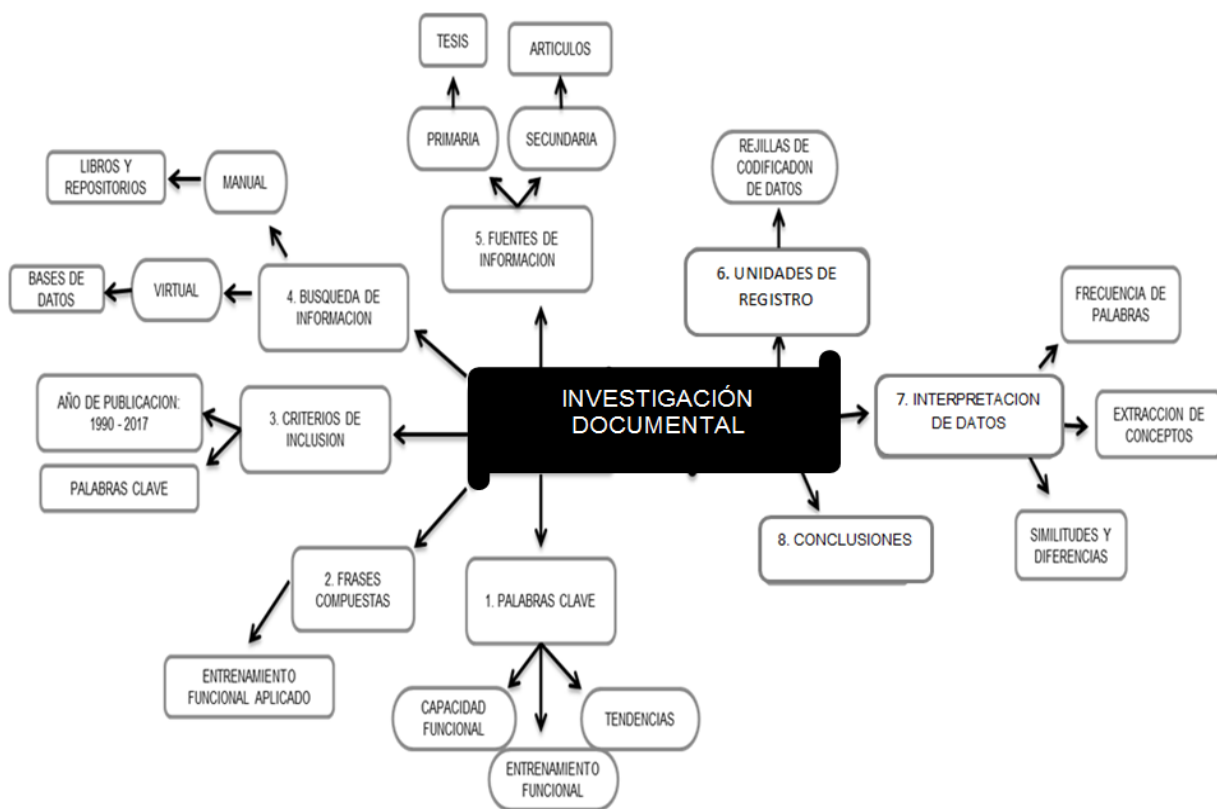 TESIS
ARTICULOS
PRIMARIA
SECUNDARIA
5. FUENTES DE
INFORMACION
REJILLAS DE
CODIFICADON
DE DATOS
6. UNIDADES DE
REGISTRO
LIBROS Y
REPOSITORIOS
MANUAL
BASES DE
DATOS
VIRTUAL
4. BUSQUEDA DE
INFORMACION
FRECUENCIA DE
PALABRAS
INVESTIGACIÓN
DOCUMENTAL
7. INTERPRETACION
DE DATOS
EXTRACCION DE
CONCEPTOS
SIMILITUDES Y
DIFERENCIAS
AÑO DE PUBLICACION:
1990 - 2017
PALABRAS CLAVE
3. CRITERIOS DE
INCLUSION
8. CONCLUSIONES
2. FRASES
COMPUESTAS
ENTRENAMIENTO
FUNCIONAL APLICADO
1. PALABRAS CLAVE
CAPACIDAD
FUNCIONAL
TENDENCIAS
ENTRENAMIENTO
FUNCIONAL